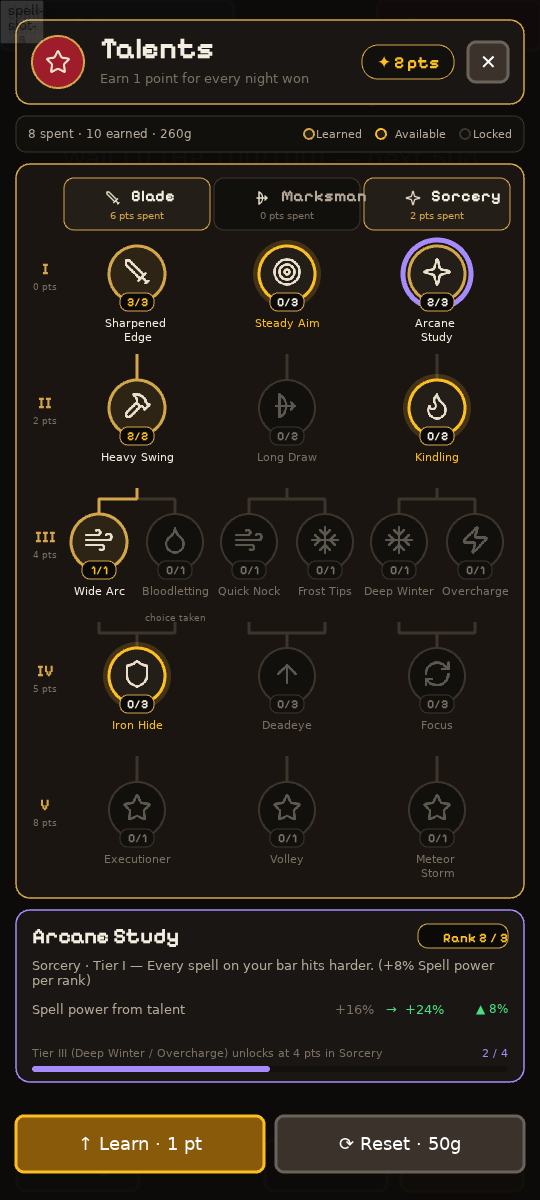 spell-
slot-
Talents
Earn 1 point for every night won
✦ 2 pts
✕
8 spent · 10 earned · 260g
Learned
Available
Locked
Blade
6 pts spent
Marksman
0 pts spent
Sorcery
2 pts spent
I
0 pts
3/3
Sharpened
Edge
0/3
Steady Aim
2/3
Arcane
Study
II
2 pts
2/2
Heavy Swing
0/2
Long Draw
0/2
Kindling
III
4 pts
1/1
Wide Arc
0/1
Bloodletting
choice taken
0/1
Quick Nock
0/1
Frost Tips
0/1
Deep Winter
0/1
Overcharge
IV
5 pts
0/3
Iron Hide
0/3
Deadeye
0/3
Focus
V
8 pts
0/1
Executioner
0/1
Volley
0/1
Meteor
Storm
Arcane Study
Rank 2 / 3
Sorcery · Tier I — Every spell on your bar hits harder. (+8% Spell power
per rank)
Spell power from talent +16% → +24% ▲ 8%
Tier III (Deep Winter / Overcharge) unlocks at 4 pts in Sorcery 2 / 4
↑ Learn · 1 pt
⟳ Reset · 50g